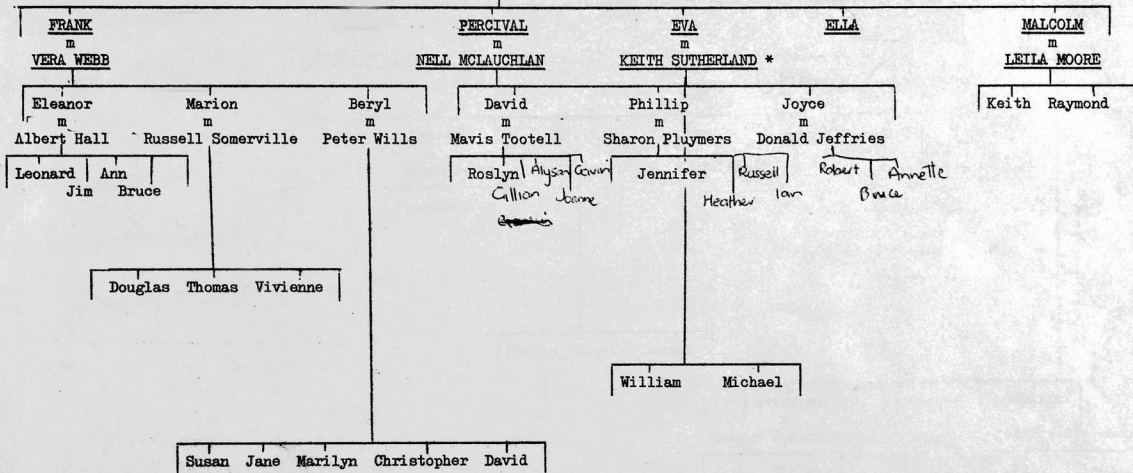 FRANK PERCIVAL EVA ELLA MALCOLM
m m m m
VERA WEBB NELL MCLAUCHLAN KEITH SUTHERLAND * LEILA MOORE
Eleanor Marion Beryl David Phillip Joyce Keith Raymond
m m m m m m
Albert Hall Russell Somerville Peter Wills Mavis Tootell Sharon Pluymers Donald Jeffries
Leonard Ann Roslyn Alyson Gavin Jennifer Russell Robert Annette
Jim Bruce Gillian Joanne Heather Ian Bruce
Douglas Thomas Vivienne
William Michael
Susan Jane Marilyn Christopher David